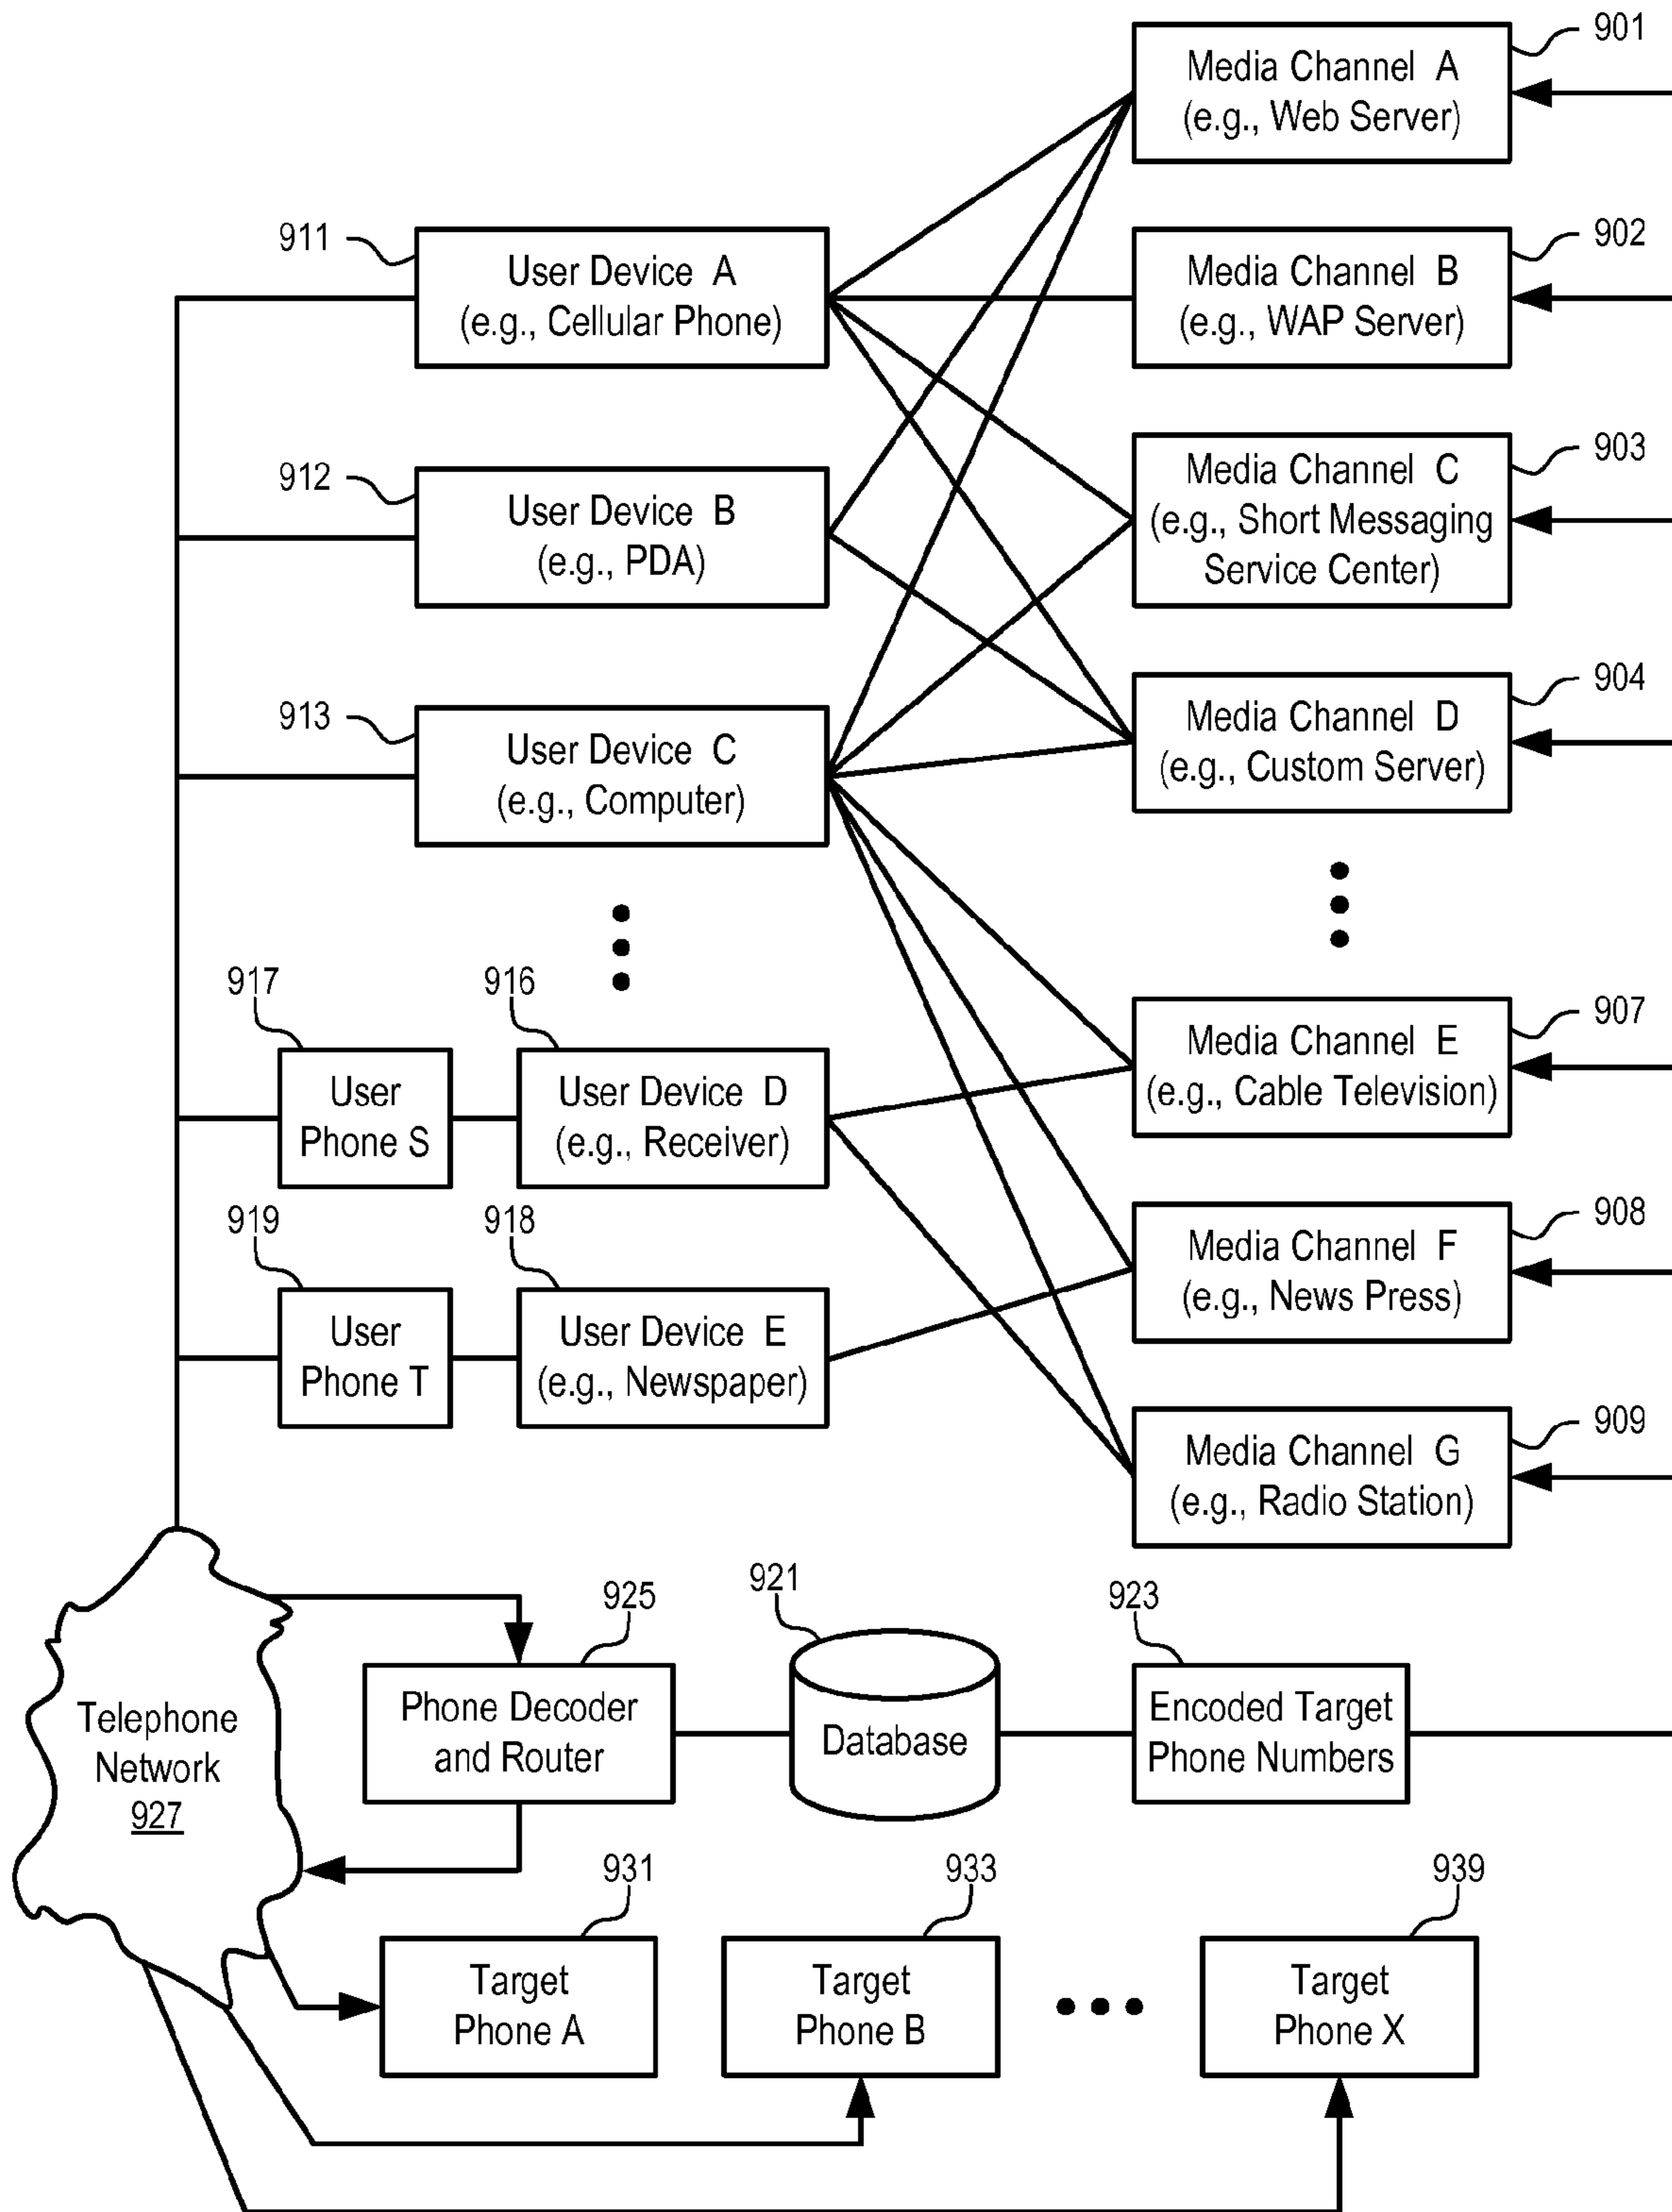 901
Media Channel A
(e.g., Web Server)
911
User Device A
(e.g., Cellular Phone)
902
Media Channel B
(e.g., WAP Server)
912
User Device B
(e.g., PDA)
903
Media Channel C
(e.g., Short Messaging
Service Center)
913
User Device C
(e.g., Computer)
904
Media Channel D
(e.g., Custom Server)
917
User
Phone S
916
User Device D
(e.g., Receiver)
907
Media Channel E
(e.g., Cable Television)
919
User
Phone T
918
User Device E
(e.g., Newspaper)
908
Media Channel F
(e.g., News Press)
909
Media Channel G
(e.g., Radio Station)
Telephone
Network
927
925
Phone Decoder
and Router
921
Database
923
Encoded Target
Phone Numbers
931
Target
Phone A
933
Target
Phone B
939
Target
Phone X